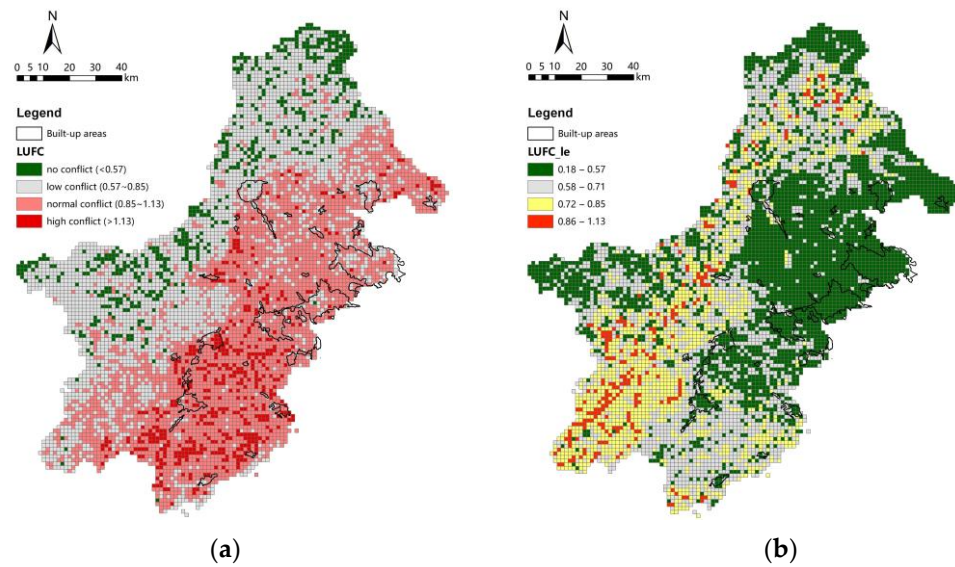 N
0 5 10 20 30 40
km
Legend
Built-up areas
LUFC
no conflict (<0.57)
low conflict (0.57~0.85)
normal conflict (0.85~1.13)
high conflict (>1.13)
(a)
N
0 5 10 20 30 40
km
Legend
Built-up areas
LUFC_le
0.18 – 0.57
0.58 – 0.71
0.72 – 0.85
0.86 – 1.13
(b)